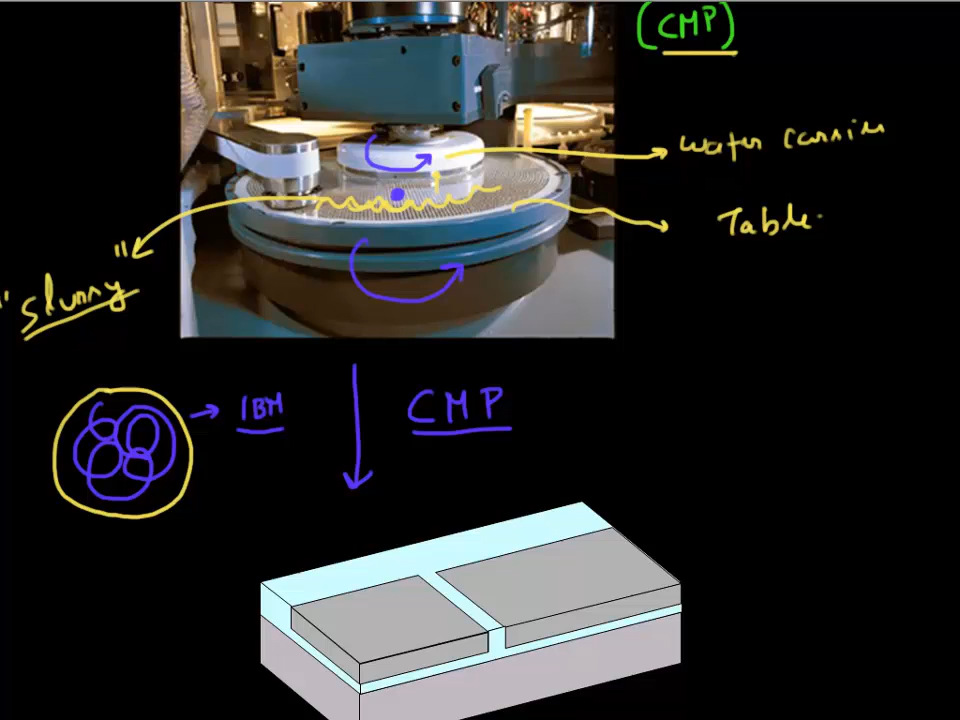 (CMP)
wafer carrier
Table
"slurry"
IBM
CMP